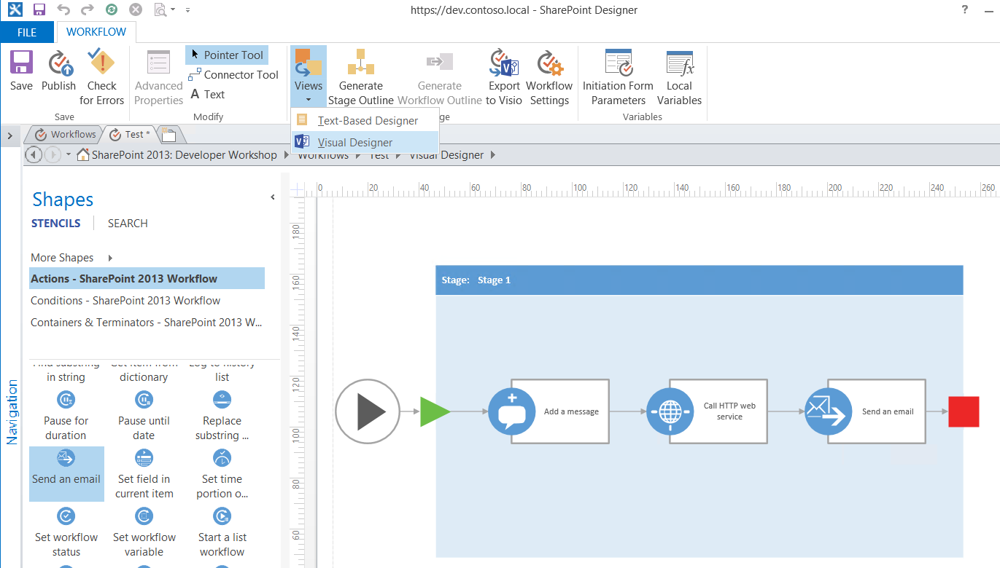 https://dev.contoso.local - SharePoint Designer
?
FILE
WORKFLOW
Save
Publish
Check
for Errors
Save
Advanced
Properties
Pointer Tool
Connector Tool
A Text
Modify
Views
Generate
Stage Outline
Generate
Workflow Outline
Export
to Visio
Workflow
Settings
Initiation Form
Parameters
Local
Variables
Variables
Text-Based Designer
Visual Designer
Workflows
Test *
SharePoint 2013: Developer Workshop
Workflows
Test
Visual Designer
Navigation
Shapes
STENCILS
SEARCH
More Shapes
Actions - SharePoint 2013 Workflow
Conditions - SharePoint 2013 Workflow
Containers & Terminators - SharePoint 2013 W...
Find substring
in string
Get item from
dictionary
Log to history
list
Pause for
duration
Pause until
date
Replace
substring ...
Send an email
Set field in
current item
Set time
portion o...
Set workflow
status
Set workflow
variable
Start a list
workflow
0 20 40 60 80 100 120 140 160 180 200 220 240 260
180
160
140
120
100
80
60
Stage: Stage 1
Add a message
Call HTTP web
service
Send an email